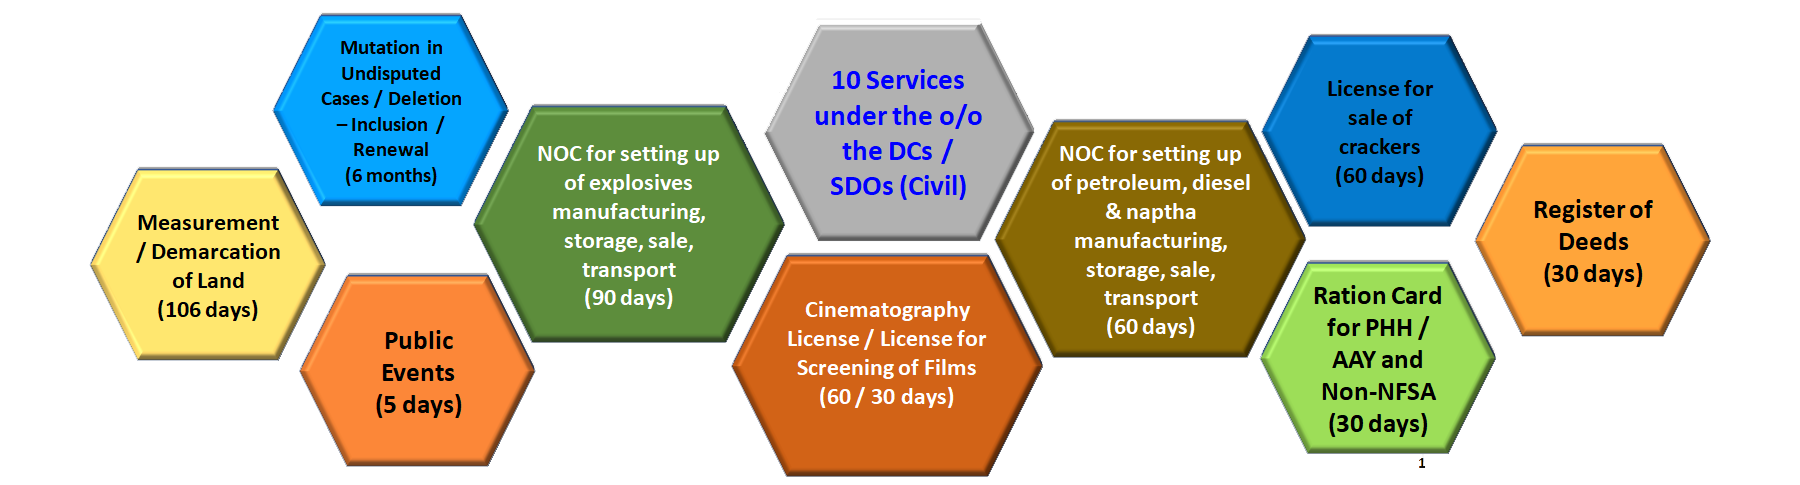 Measurement
/ Demarcation
of Land
(106 days)
Mutation in
Undisputed
Cases / Deletion
– Inclusion /
Renewal
(6 months)
Public
Events
(5 days)
NOC for setting up
of explosives
manufacturing,
storage, sale,
transport
(90 days)
10 Services
under the o/o
the DCs /
SDOs (Civil)
Cinematography
License / License for
Screening of Films
(60 / 30 days)
NOC for setting up
of petroleum, diesel
& naptha
manufacturing,
storage, sale,
transport
(60 days)
License for
sale of
crackers
(60 days)
Ration Card
for PHH /
AAY and
Non-NFSA
(30 days)
Register of
Deeds
(30 days)
1